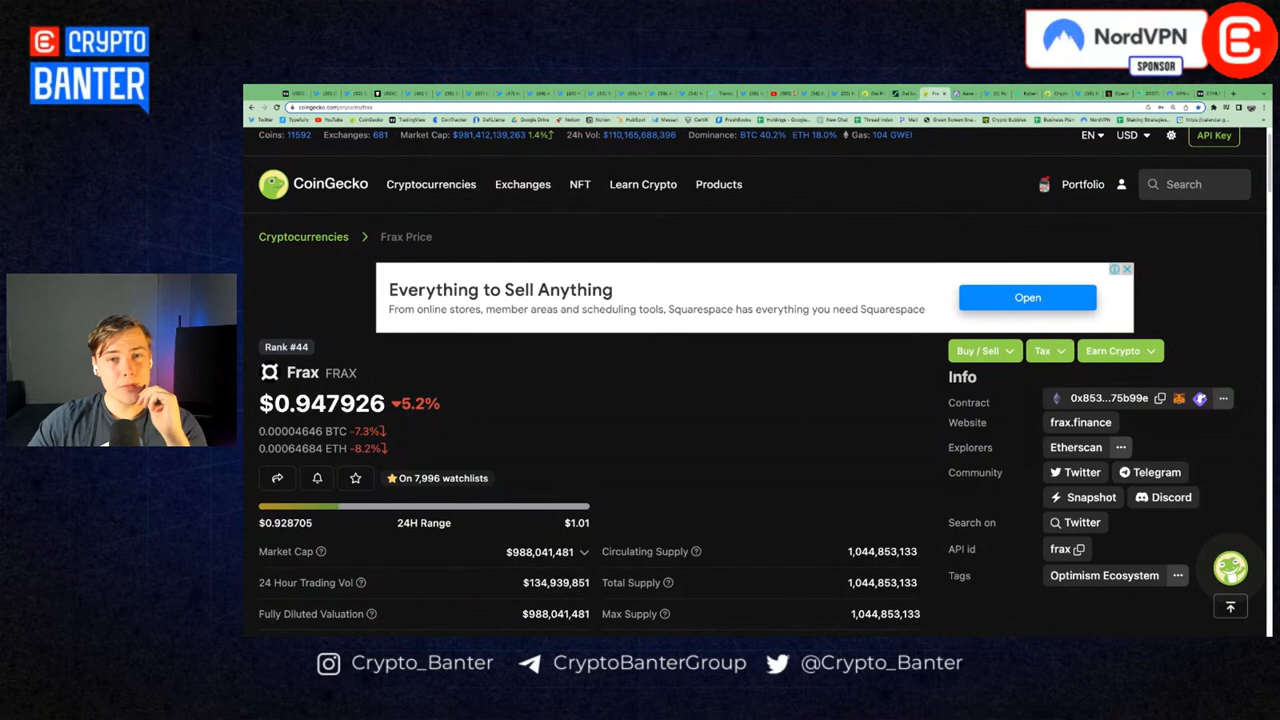 CRYPTO
BANTER
NordVPN
SPONSOR
coingecko.com/en/coins/frax
Coins: 11592 Exchanges: 681 Market Cap: $981,412,139,263 1.4% 24h Vol: $110,165,688,396 Dominance: BTC 40.2% ETH 18.0% Gas: 104 GWEI
EN USD API Key
CoinGecko Cryptocurrencies Exchanges NFT Learn Crypto Products Portfolio Search
Cryptocurrencies Frax Price
Everything to Sell Anything
From online stores, member areas and scheduling tools, Squarespace has everything you need Squarespace
Open
Rank #44
Buy / Sell Tax Earn Crypto
Frax FRAX
$0.947926 5.2%
0.00004646 BTC -7.3%
0.00064684 ETH -8.2%
On 7,996 watchlists
$0.928705 24H Range $1.01
Market Cap $988,041,481 Circulating Supply 1,044,853,133
24 Hour Trading Vol $134,939,851 Total Supply 1,044,853,133
Fully Diluted Valuation $988,041,481 Max Supply 1,044,853,133
Info
Contract 0x853...75b99e
Website frax.finance
Explorers Etherscan
Community Twitter Telegram
Snapshot Discord
Search on Twitter
API id frax
Tags Optimism Ecosystem
Crypto_Banter CryptoBanterGroup @Crypto_Banter